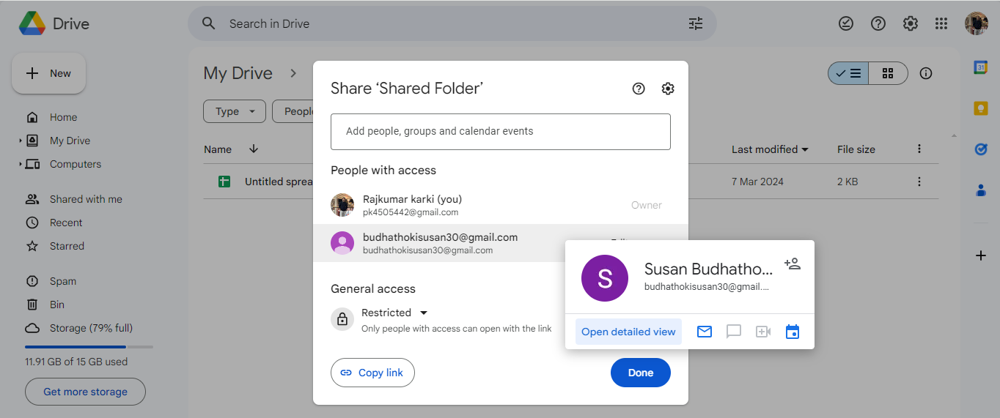 Drive
Search in Drive
New
My Drive
Type
Home
My Drive
Computers
Shared with me
Recent
Starred
Spam
Bin
Storage (79% full)
11.91 GB of 15 GB used
Get more storage
Name
Last modified
File size
7 Mar 2024
2 KB
Share ‘Shared Folder’
Add people, groups and calendar events
People with access
Rajkumar karki (you)
pk4505442@gmail.com
Owner
budhathokisusan30@gmail.com
budhathokisusan30@gmail.com
General access
Restricted
Only people with access can open with the link
Copy link
Done
S
Susan Budhatho...
budhathokisusan30@gmail....
Open detailed view
Untitled
31